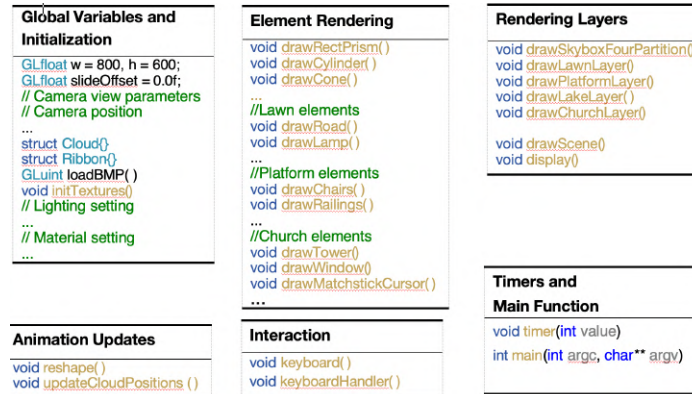 Global Variables and
Initialization
GLfloat w = 800, h = 600;
GLfloat slideOffset = 0.0f;
// Camera view parameters
// Camera position
...
struct Cloud{}
struct Ribbon{}
GLuint loadBMP( )
void initTextures()
// Lighting setting
...
// Material setting
...
Element Rendering
void drawRectPrism( )
void drawCylinder( )
void drawCone( )
...
//Lawn elements
void drawRoad( )
void drawLamp( )
...
//Platform elements
void drawChairs( )
void drawRailings( )
...
//Church elements
void drawTower()
void drawWindow()
void drawMatchstickCursor( )
...
Rendering Layers
void drawSkyboxFourPartition()
void drawLawnLayer()
void drawPlatformLayer()
void drawLakeLayer( )
void drawChurchLayer()
void drawScene()
void display()
Animation Updates
void reshape( )
void updateCloudPositions ( )
Interaction
void keyboard( )
void keyboardHandler( )
Timers and
Main Function
void timer(int value)
int main(int argc, char** argv)